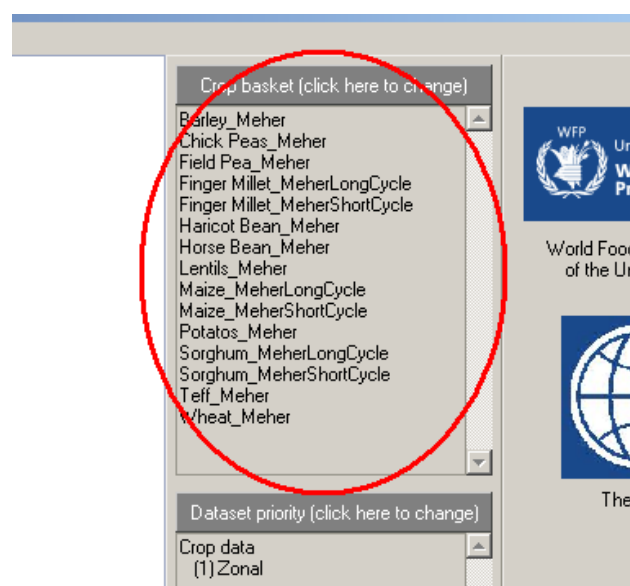 Crop basket (click here to change)
Barley_Meher
Chick Peas_Meher
Field Pea_Meher
Finger Millet_MeherLongCycle
Finger Millet_MeherShortCycle
Haricot Bean_Meher
Horse Bean_Meher
Lentils_Meher
Maize_MeherLongCycle
Maize_MeherShortCycle
Potatos_Meher
Sorghum_MeherLongCycle
Sorghum_MeherShortCycle
Teff_Meher
Wheat_Meher
Dataset priority (click here to change)
Crop data
(1) Zonal
WFP
World
of the
The